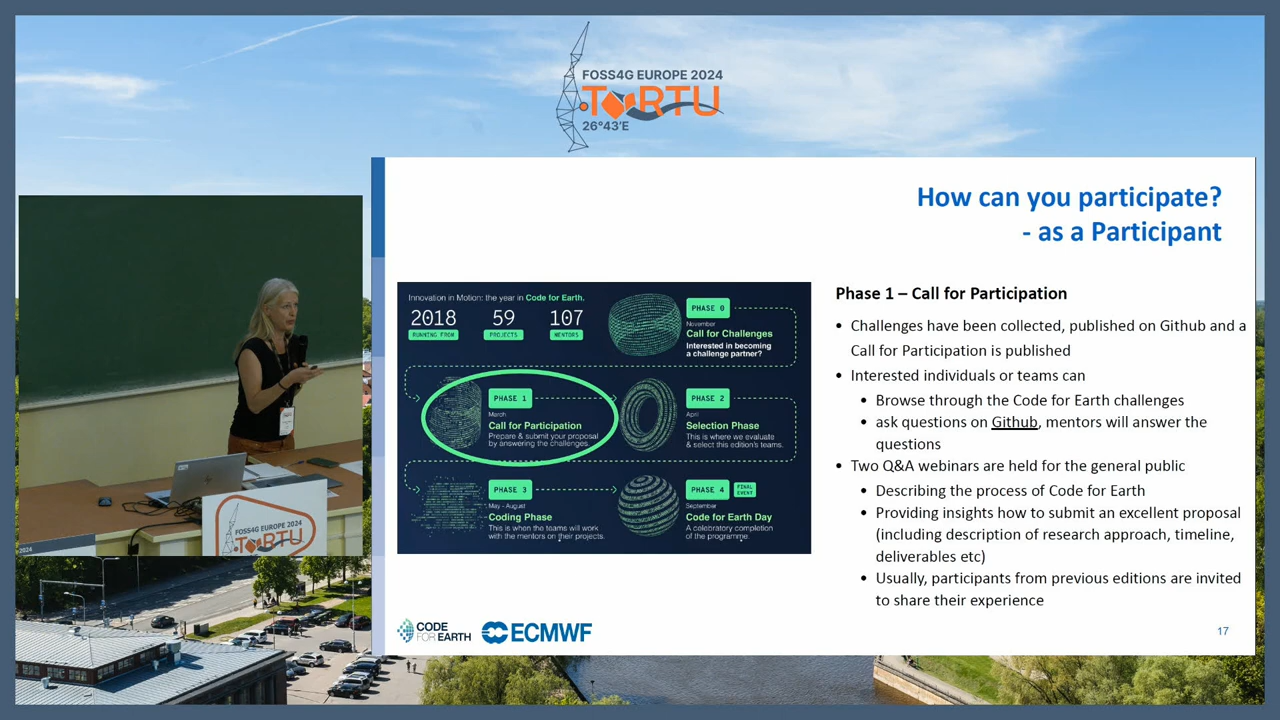 FOSS4G EUROPE 2024
TORTU
26°43'E
How can you participate?
- as a Participant
Innovation in Motion: the year in Code for Earth.
2018
RUNNING FROM
59
PROJECTS
107
MENTORS
PHASE 0
November
Call for Challenges
Interested in becoming
a challenge partner?
PHASE 1
March
Call for Participation
Prepare & submit your proposal
by answering the challenges
PHASE 2
April
Selection Phase
This is where we evaluate
& select this edition's teams.
PHASE 3
May - August
Coding Phase
This is when the teams will work
with the mentors on their projects.
PHASE 4
FINAL
EVENT
September
Code for Earth Day
A celebratory completion
of the programme.
Phase 1 – Call for Participation
• Challenges have been collected, published on Github and a
Call for Participation is published
• Interested individuals or teams can
• Browse through the Code for Earth challenges
• ask questions on Github, mentors will answer the
questions
• Two Q&A webinars are held for the general public
• Describing the process of Code for Earth
• Providing insights how to submit an excellent proposal
(including description of research approach, timeline,
deliverables etc)
• Usually, participants from previous editions are invited
to share their experience
CODE
FOR EARTH
ECMWF
17
FOSS4G EUROPE 2024
TORTU
2024